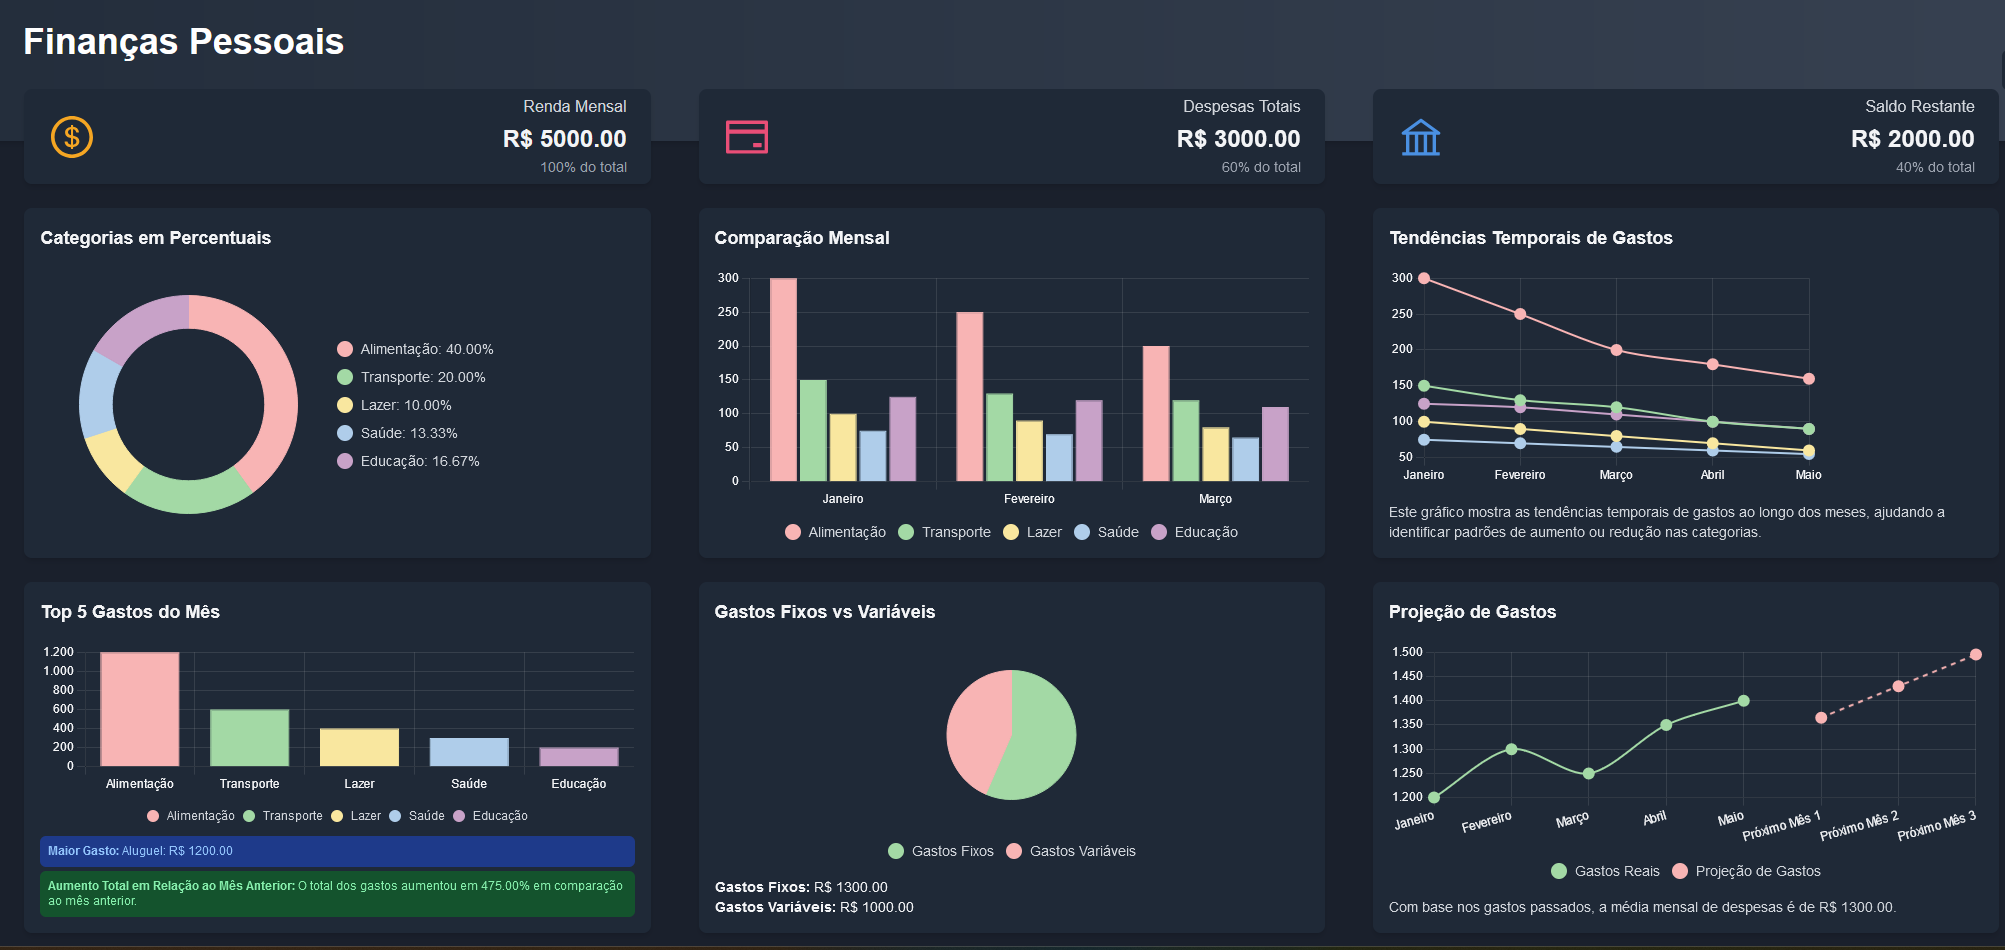 Finanças Pessoais
Renda Mensal
R$ 5000.00
100% do total
Despesas Totais
R$ 3000.00
60% do total
Saldo Restante
R$ 2000.00
40% do total
Categorias em Percentuais
Alimentação: 40.00%
Transporte: 20.00%
Lazer: 10.00%
Saúde: 13.33%
Educação: 16.67%
Comparação Mensal
300
250
200
150
100
50
0
Janeiro Fevereiro Março
Alimentação Transporte Lazer Saúde Educação
Tendências Temporais de Gastos
300
250
200
150
100
50
Janeiro Fevereiro Março Abril Maio
Este gráfico mostra as tendências temporais de gastos ao longo dos meses, ajudando a
identificar padrões de aumento ou redução nas categorias.
Top 5 Gastos do Mês
1.200
1.000
800
600
400
200
0
Alimentação Transporte Lazer Saúde Educação
Alimentação Transporte Lazer Saúde Educação
Maior Gasto: Aluguel: R$ 1200.00
Aumento Total em Relação ao Mês Anterior: O total dos gastos aumentou em 475.00% em comparação
ao mês anterior.
Gastos Fixos vs Variáveis
Gastos Fixos Gastos Variáveis
Gastos Fixos: R$ 1300.00
Gastos Variáveis: R$ 1000.00
Projeção de Gastos
1.500
1.450
1.400
1.350
1.300
1.250
1.200
Janeiro Fevereiro Março Abril Maio Próximo Mês 1 Próximo Mês 2 Próximo Mês 3
Gastos Reais Projeção de Gastos
Com base nos gastos passados, a média mensal de despesas é de R$ 1300.00.